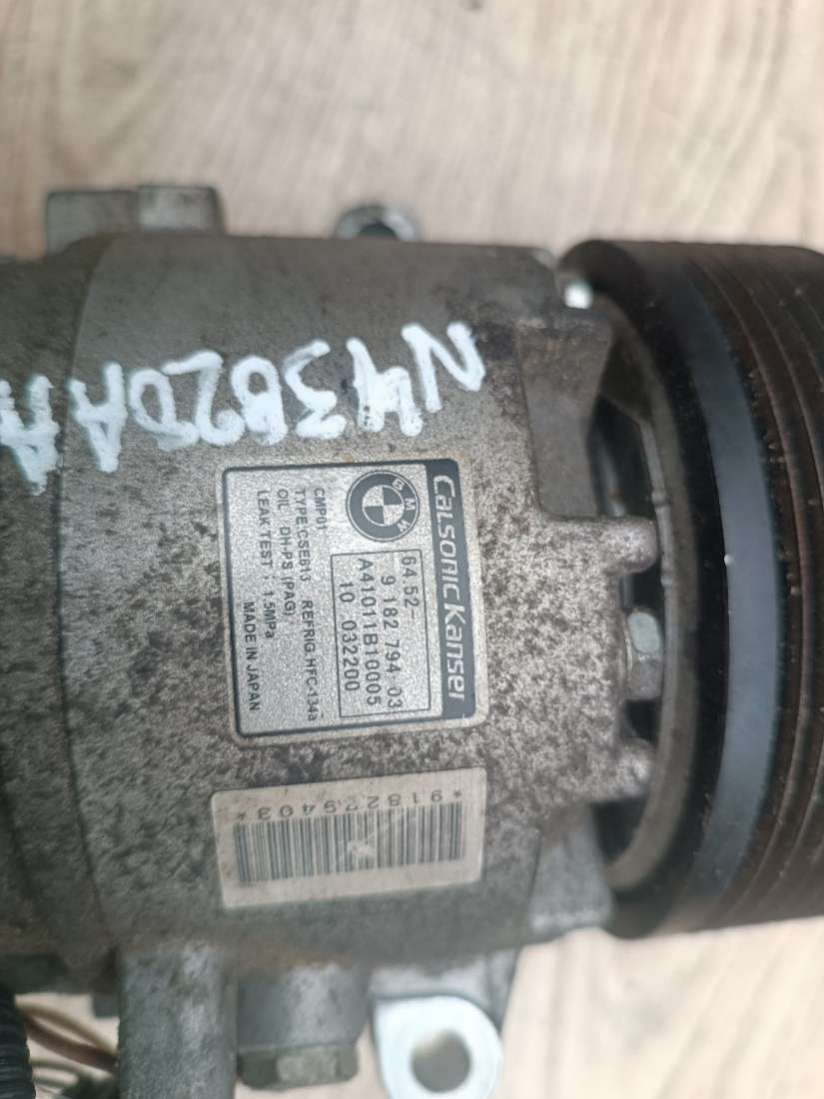 N43B20AA
CalsonicKansei
BMW
64.52-
9 182 794-03
A41011B10005
10 032200
CMP01
TYPE:CSE613 REFRIG:HFC-134a
OIL : DH-PS (PAG)
LEAK TEST : 1.5MPa
MADE IN JAPAN
*918279403*